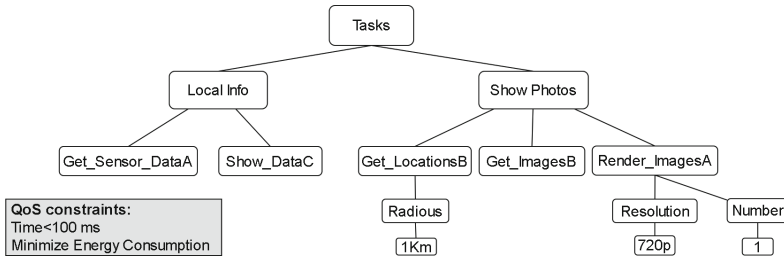 Tasks
Local Info
Show Photos
Get_Sensor_DataA
Show_DataC
Get_LocationsB
Get_ImagesB
Render_ImagesA
QoS constraints:
Time<100 ms
Minimize Energy Consumption
Radious
Resolution
Number
1Km
720p
1